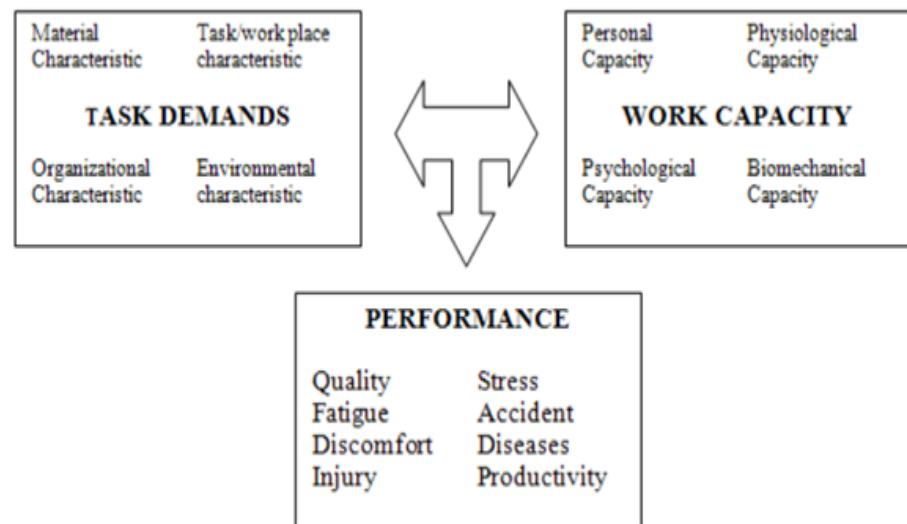 Material Characteristic
Task/work place characteristic
TASK DEMANDS
Organizational Characteristic
Environmental characteristic
Personal Capacity
Physiological Capacity
WORK CAPACITY
Psychological Capacity
Biomechanical Capacity
PERFORMANCE
Quality
Stress
Fatigue
Accident
Discomfort
Diseases
Injury
Productivity